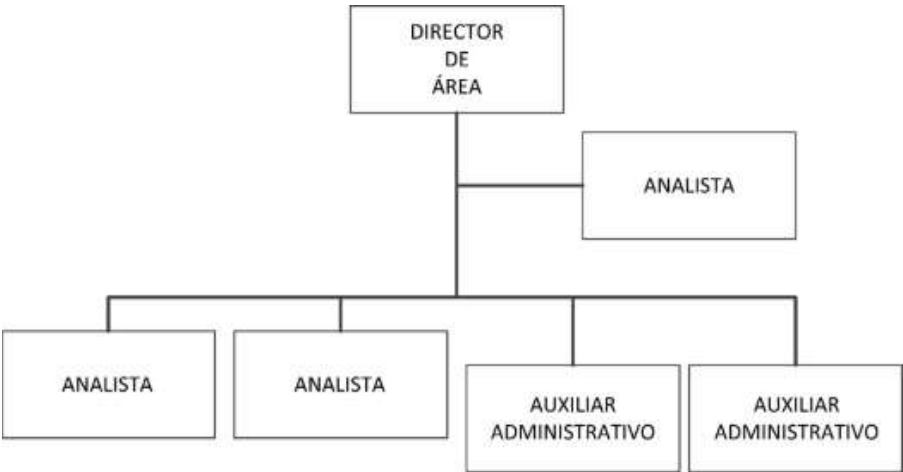 DIRECTOR
DE
ÁREA
ANALISTA
ANALISTA
ANALISTA
AUXILIAR
ADMINISTRATIVO
AUXILIAR
ADMINISTRATIVO